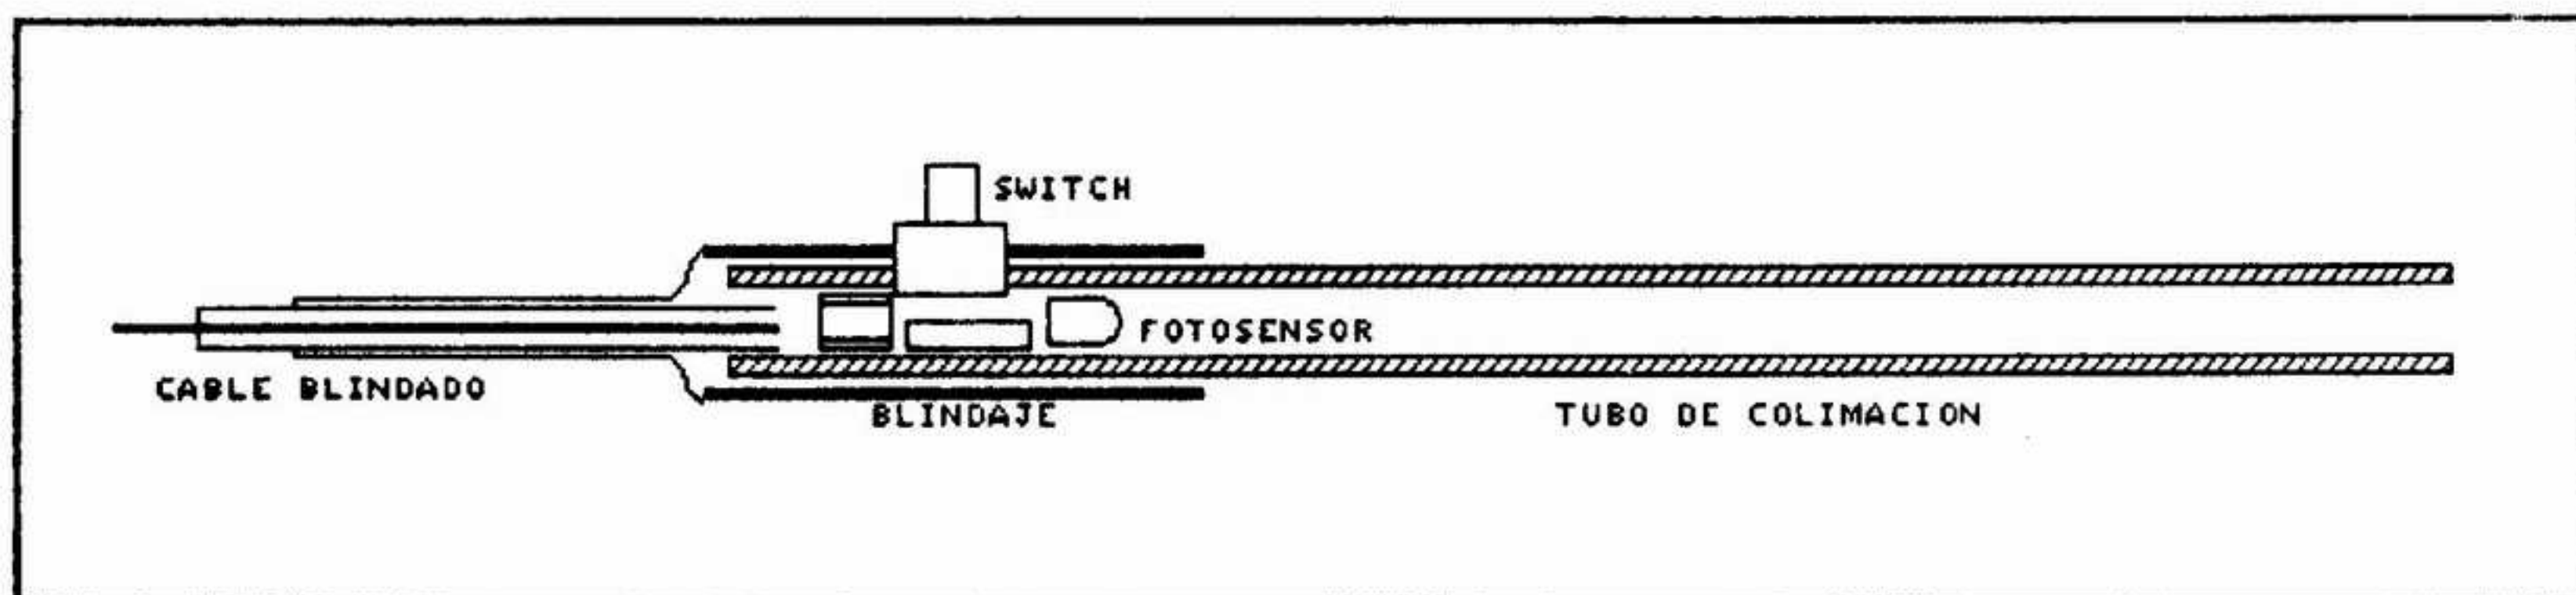 SWITCH
FOTOSENSOR
CABLE BLINDADO
BLINDAJE
TUBO DE COLIMACION